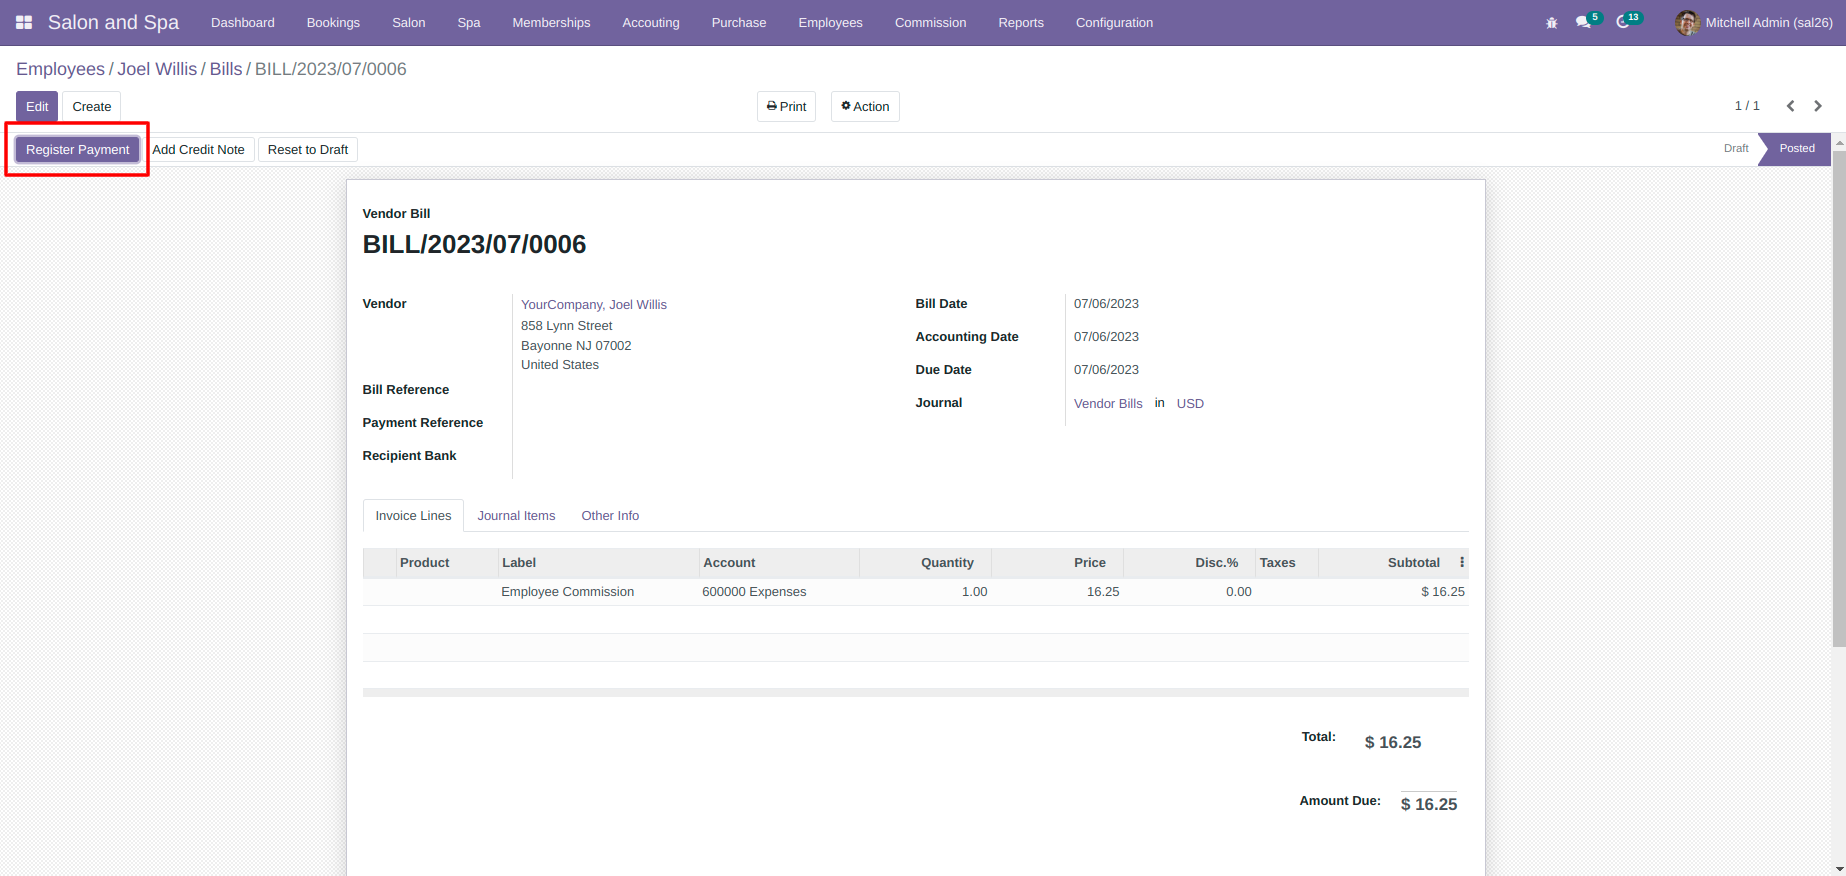 Salon and Spa Dashboard Bookings Salon Spa Memberships Accouting Purchase Employees Commission Reports Configuration 5 13 Mitchell Admin (sal26)
Employees / Joel Willis / Bills / BILL/2023/07/0006
Edit Create Print Action 1 / 1
Register Payment Add Credit Note Reset to Draft Draft Posted
Vendor Bill
BILL/2023/07/0006
Vendor YourCompany, Joel Willis
858 Lynn Street
Bayonne NJ 07002
United States
Bill Reference
Payment Reference
Recipient Bank
Bill Date 07/06/2023
Accounting Date 07/06/2023
Due Date 07/06/2023
Journal Vendor Bills in USD
Invoice Lines Journal Items Other Info
Product Label Account Quantity Price Disc.% Taxes Subtotal
Employee Commission 600000 Expenses 1.00 16.25 0.00 $ 16.25
Total: $ 16.25
Amount Due: $ 16.25